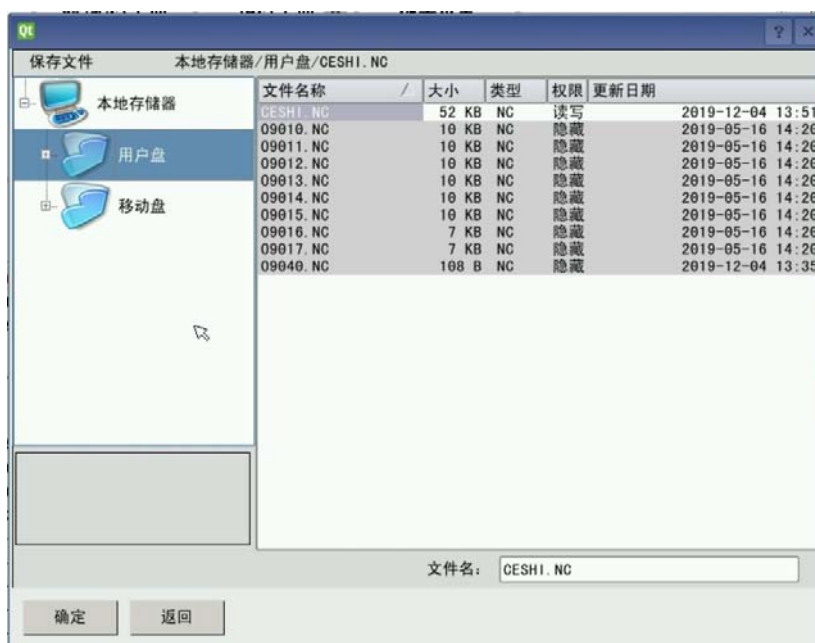 Qt
保存文件 本地存储器/用户盘/CESHI.NC
本地存储器
用户盘
移动盘
文件名称 / 大小 类型 权限 更新日期
CESHI.NC 52 KB NC 读写 2019-12-04 13:51
O9010.NC 10 KB NC 隐藏 2019-05-16 14:26
O9011.NC 10 KB NC 隐藏 2019-05-16 14:26
O9012.NC 10 KB NC 隐藏 2019-05-16 14:26
O9013.NC 10 KB NC 隐藏 2019-05-16 14:26
O9014.NC 10 KB NC 隐藏 2019-05-16 14:26
O9015.NC 10 KB NC 隐藏 2019-05-16 14:26
O9016.NC 7 KB NC 隐藏 2019-05-16 14:26
O9017.NC 7 KB NC 隐藏 2019-05-16 14:26
O9040.NC 108 B NC 隐藏 2019-12-04 13:35
文件名: CESHI.NC
确定 返回